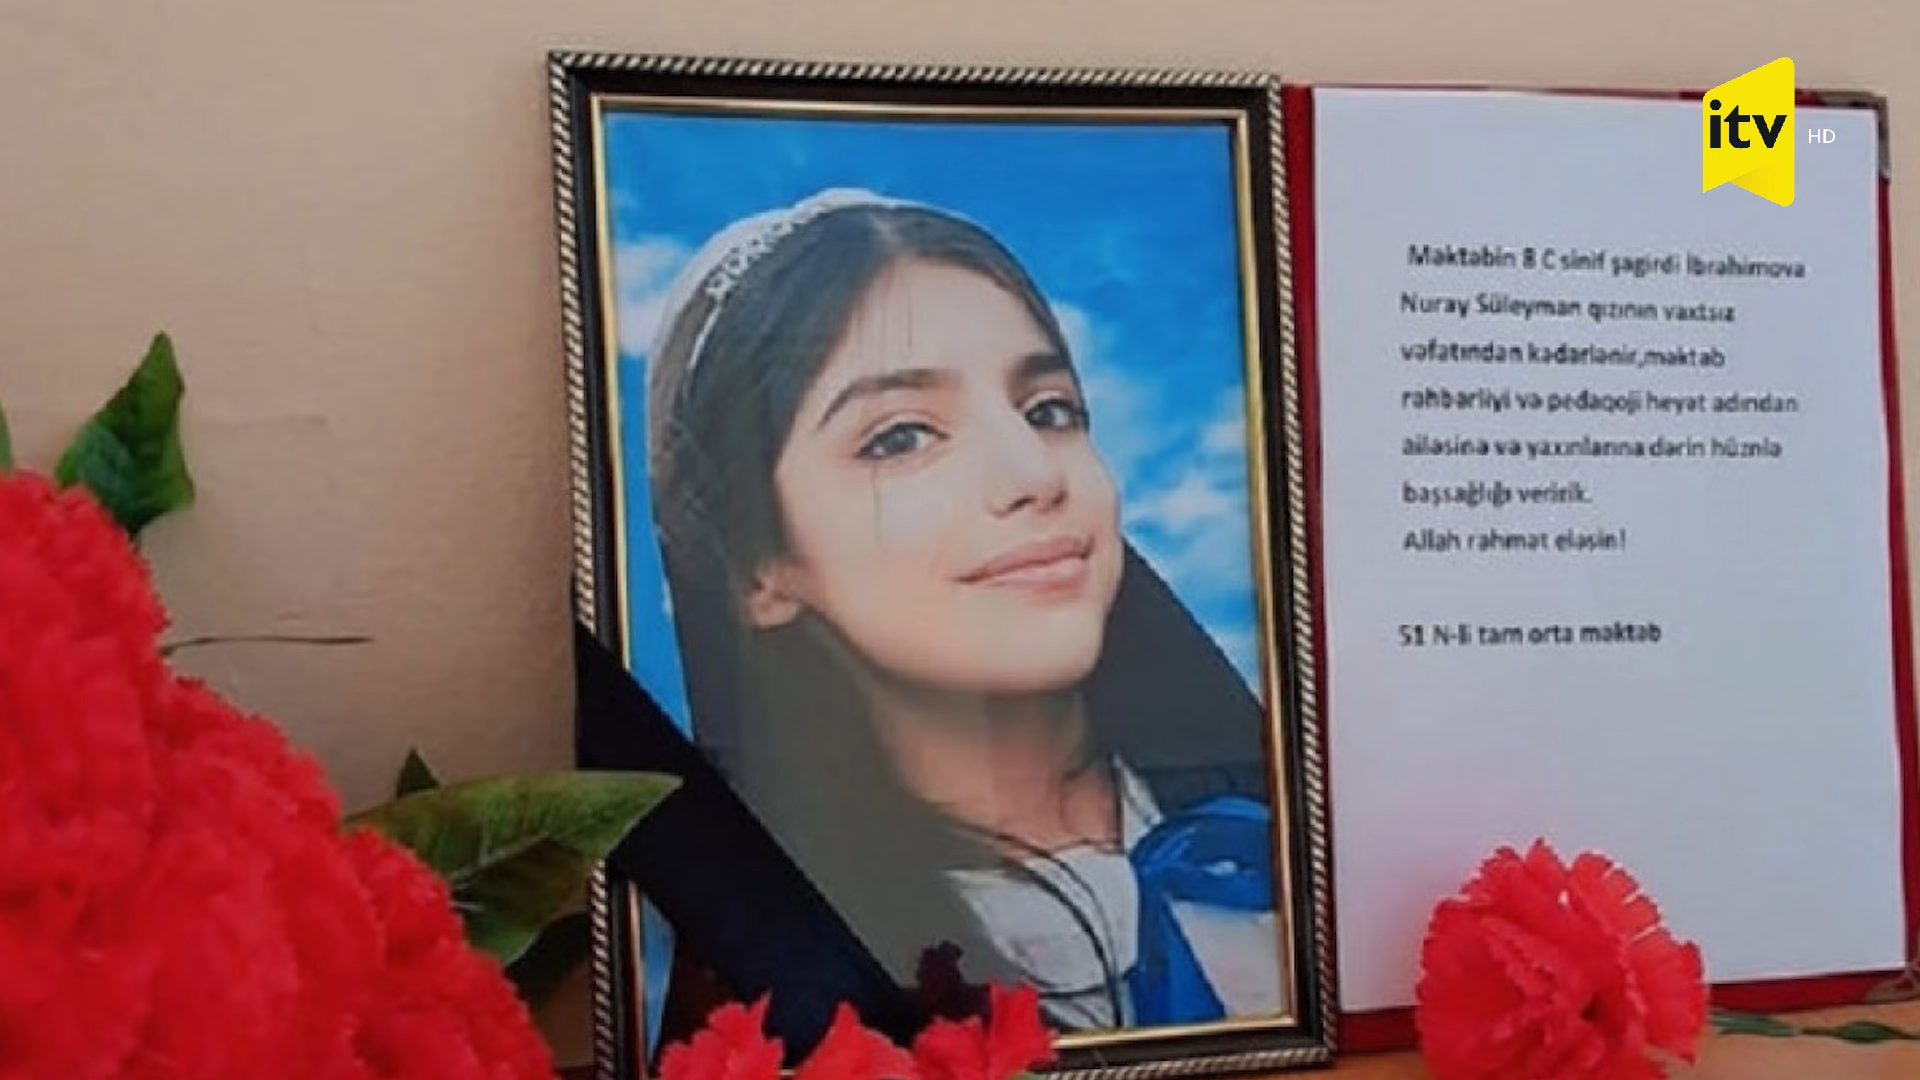 itv HD
Məktəbin 8 C sinif şagirdi İbrahimova
Nuray Süleyman qızının vaxtsız
vəfatından kədərlənir,məktəb
rəhbərliyi və pedaqoji heyət adından
ailəsinə və yaxınlarına dərin hüznlə
başsağlığı veririk.
Allah rəhmət eləsin!
51 N-li tam orta məktəb